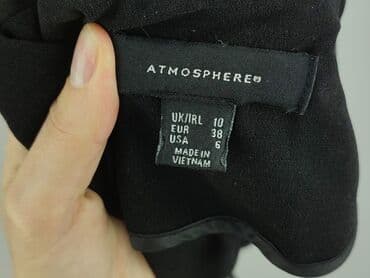 ATMOSPHERE®
UK/IRL 10
EUR 38
USA 6
MADE IN
VIETNAM